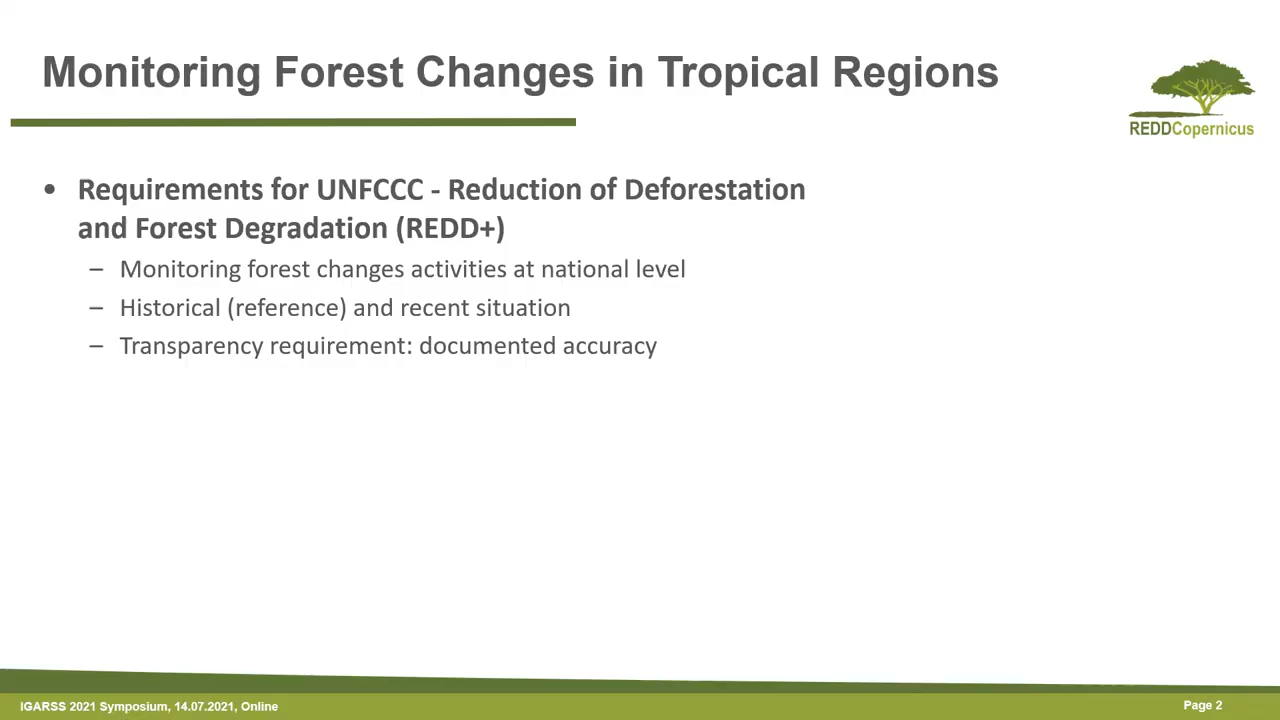 Monitoring Forest Changes in Tropical Regions
REDDCopernicus
• Requirements for UNFCCC - Reduction of Deforestation
and Forest Degradation (REDD+)
– Monitoring forest changes activities at national level
– Historical (reference) and recent situation
– Transparency requirement: documented accuracy
IGARSS 2021 Symposium, 14.07.2021, Online
Page 2